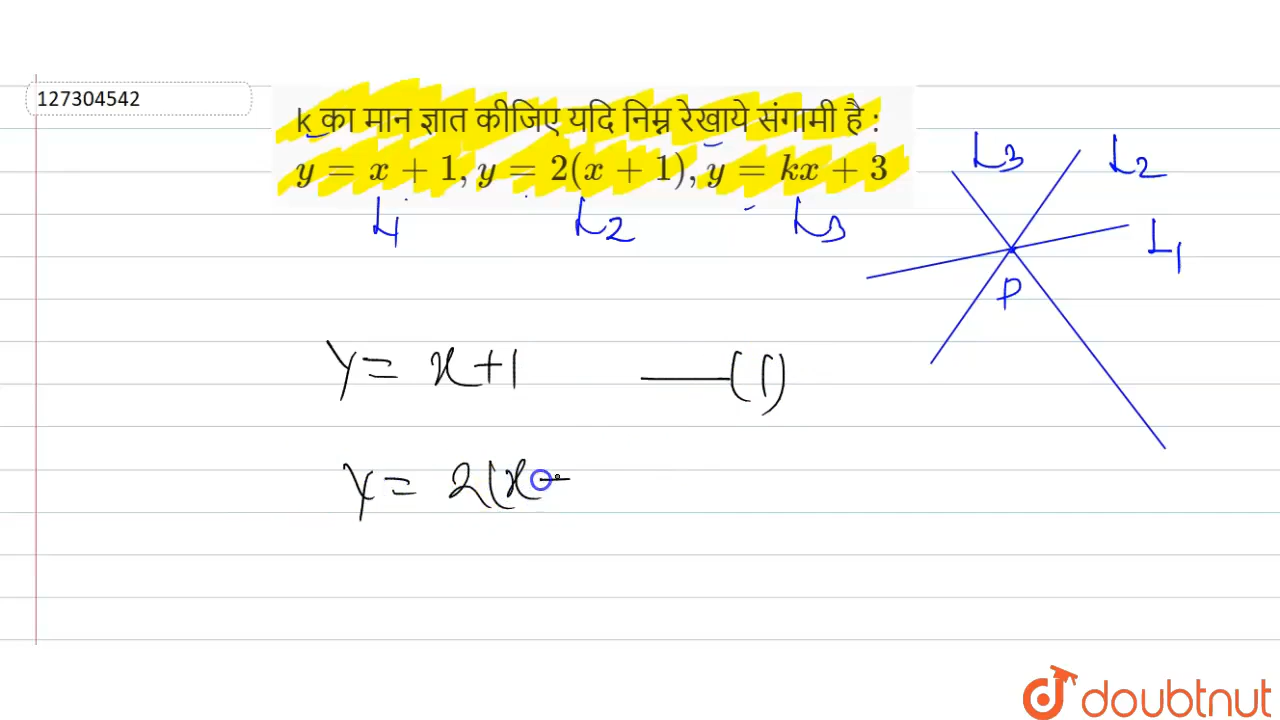 127304542
k का मान ज्ञात कीजिए यदि निम्न रेखाये संगामी है :
y = x + 1, y = 2(x + 1), y = kx + 3
L1 L2 L3
L3 L2
L1
P
y = x + 1 —(1)
y = 2(x
doubtnut